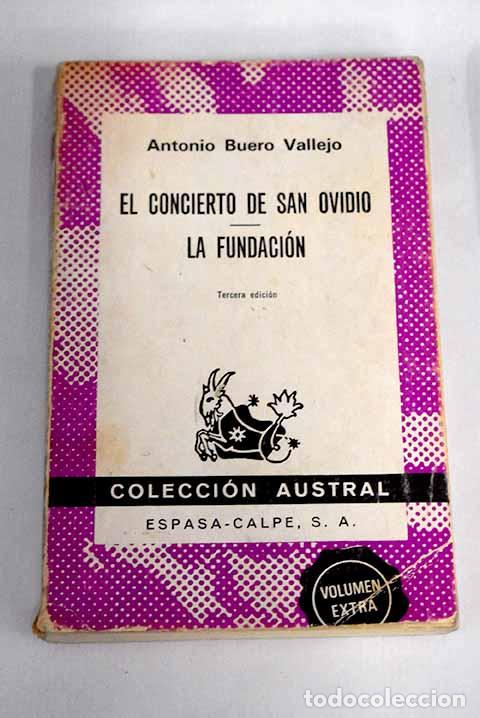 Antonio Buero Vallejo
EL CONCIERTO DE SAN OVIDIO
LA FUNDACIÓN
Tercera edición
COLECCIÓN AUSTRAL
ESPASA-CALPE, S. A.
VOLUMEN
EXTRA
todocoleccion